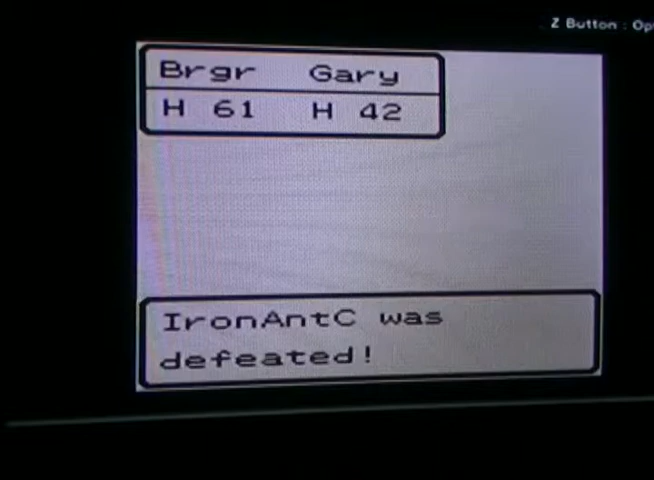 Z Button : Op
Brgr Gary
H 61 H 42
IronAntC was
defeated!